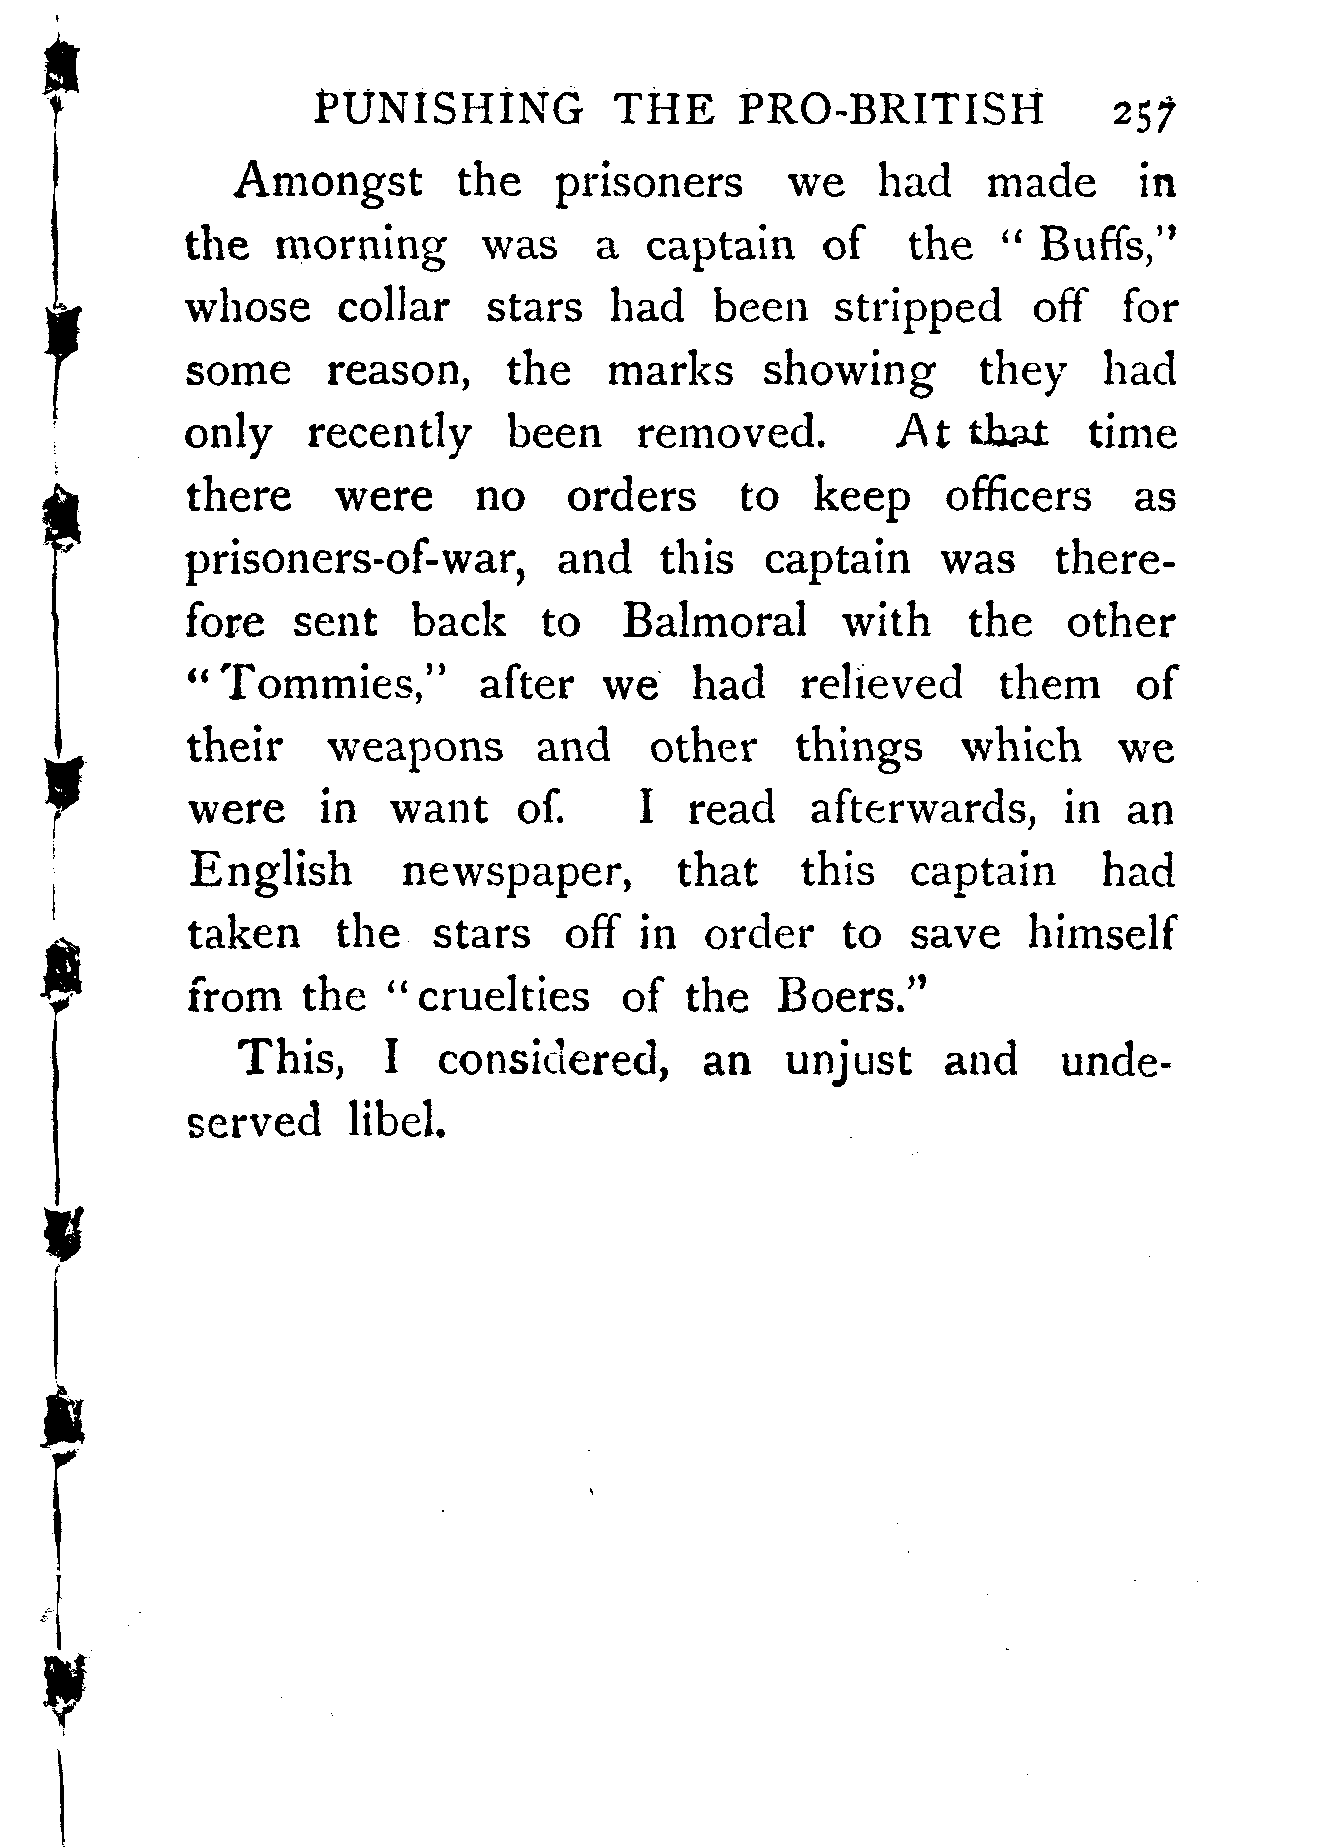 PUNISHING THE PRO-BRITISH 257
Amongst the prisoners we had made in
the morning was a captain of the “Buffs,”
whose collar stars had been stripped off for
some reason, the marks showing they had
only recently been removed. At that time
there were no orders to keep officers as
prisoners-of-war, and this captain was there-
fore sent back to Balmoral with the other
“Tommies,” after we had relieved them of
their weapons and other things which we
were in want of. I read afterwards, in an
English newspaper, that this captain had
taken the stars off in order to save himself
from the “cruelties of the Boers.”
This, I considered, an unjust and unde-
served libel.